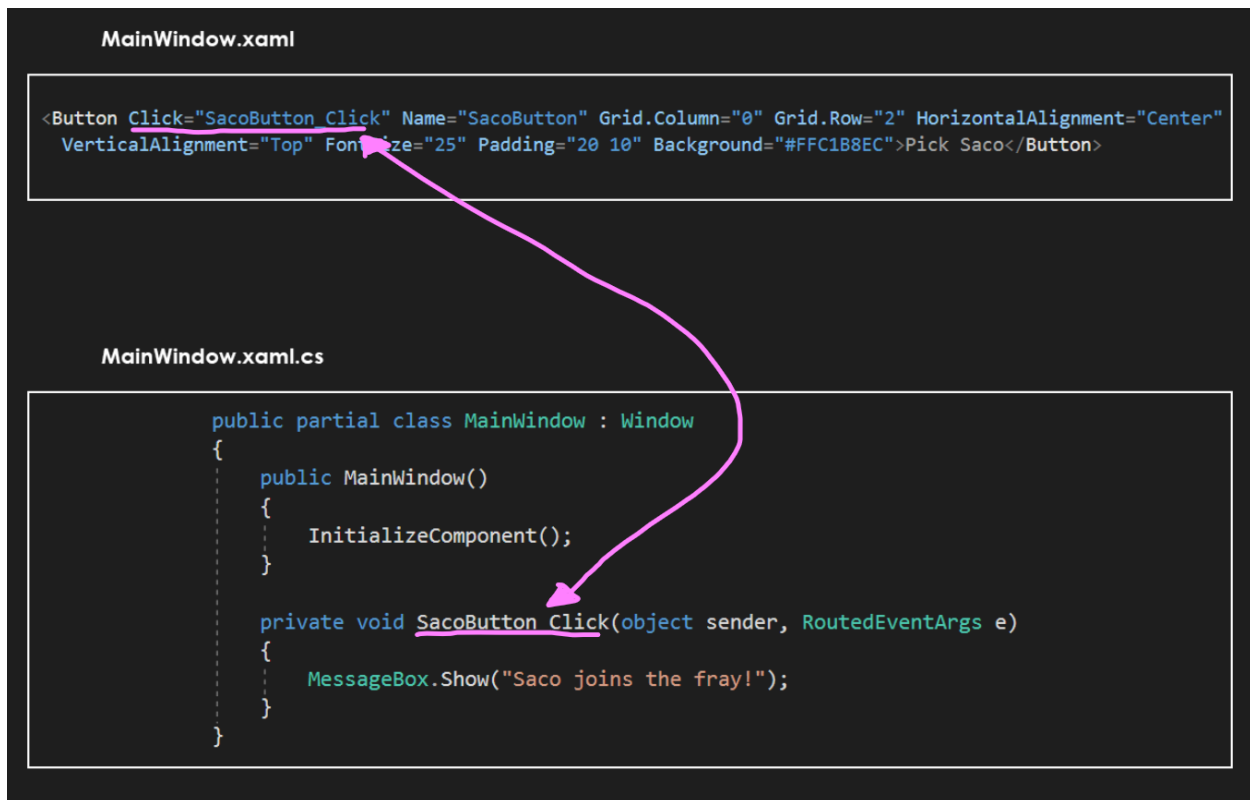 MainWindow.xaml
<Button Click="SacoButton_Click" Name="SacoButton" Grid.Column="0" Grid.Row="2" HorizontalAlignment="Center"
VerticalAlignment="Top" FontSize="25" Padding="20 10" Background="#FFC1B8EC">Pick Saco</Button>
MainWindow.xaml.cs
public partial class MainWindow : Window
{
public MainWindow()
{
InitializeComponent();
}
private void SacoButton_Click(object sender, RoutedEventArgs e)
{
MessageBox.Show("Saco joins the fray!");
}
}